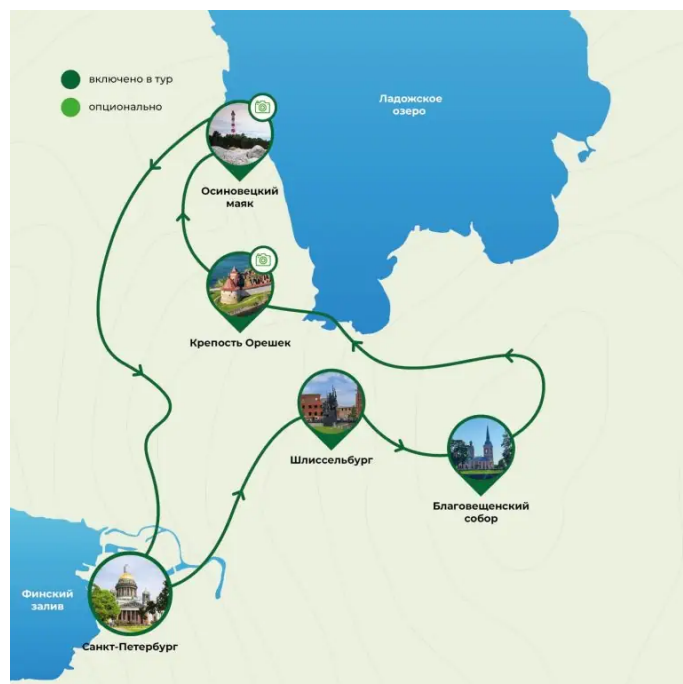 включено в тур
опционально
Ладожское
озеро
Осиновецкий
маяк
Крепость Орешек
Шлиссельбург
Благовещенский
собор
Финский
залив
Санкт-Петербург